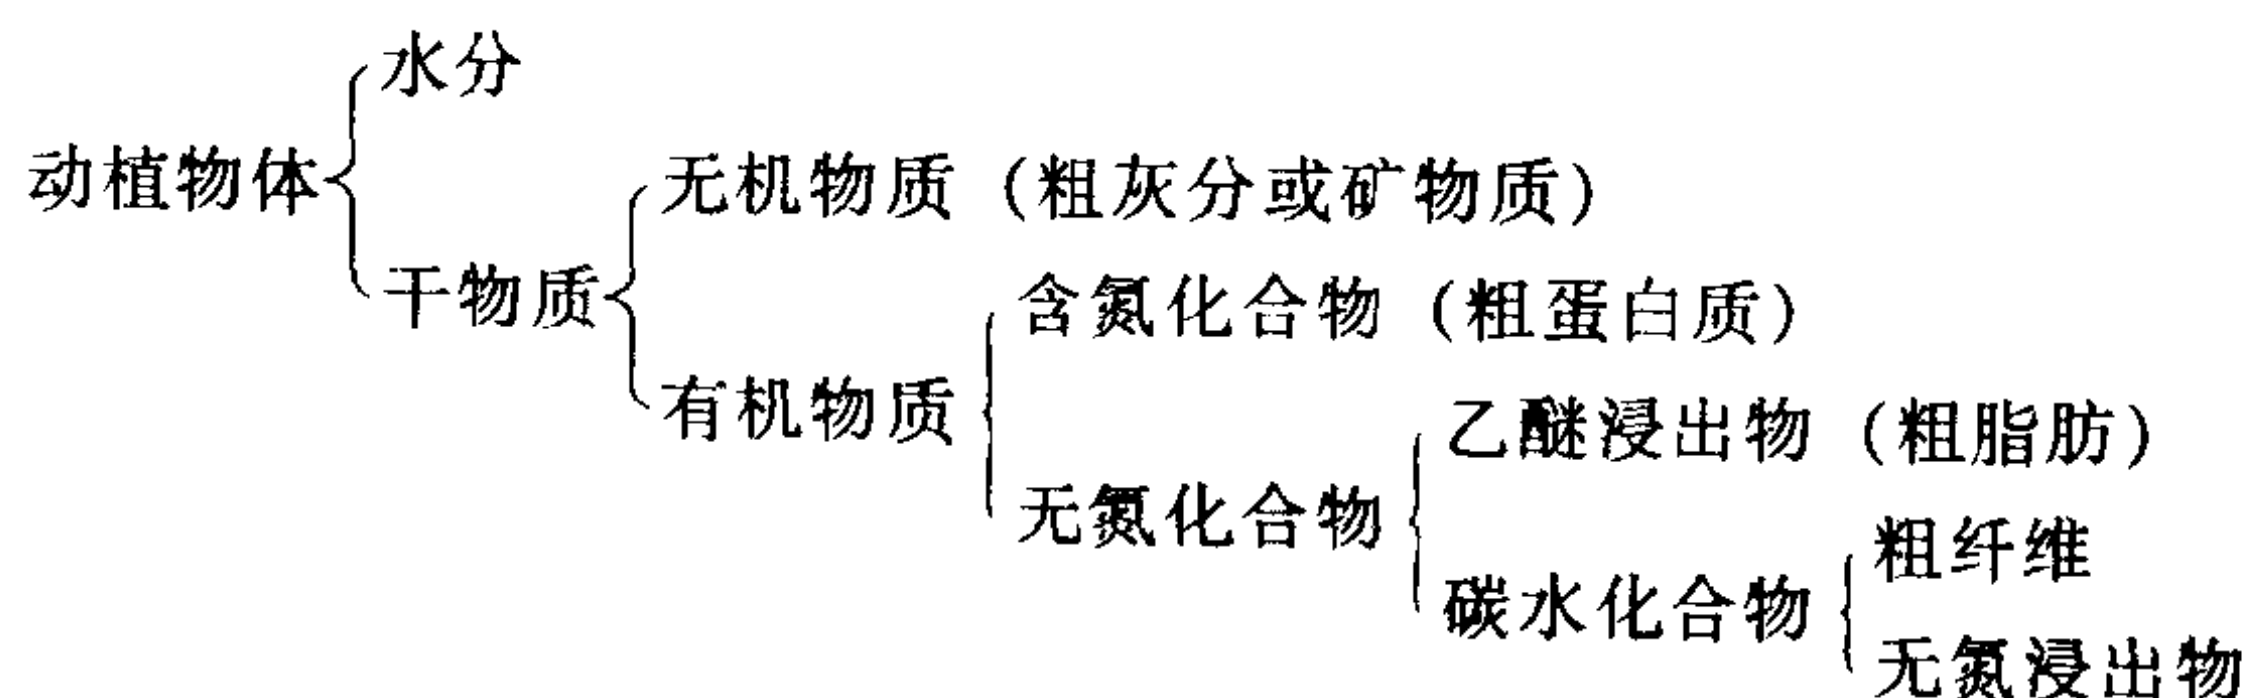 水分
动植物体
无机物质（粗灰分或矿物质）
干物质
含氮化合物（粗蛋白质）
有机物质
乙醚浸出物（粗脂肪）
无氮化合物
粗纤维
碳水化合物
无氮浸出物